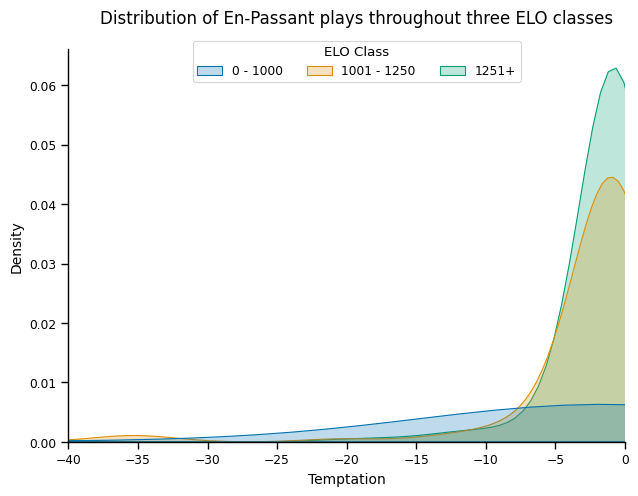 Distribution of En-Passant plays throughout three ELO classes
ELO Class
0 - 1000 1001 - 1250 1251+
0.06
0.05
0.04
0.03
0.02
0.01
0.00
Density
−40 −35 −30 −25 −20 −15 −10 −5 0
Temptation